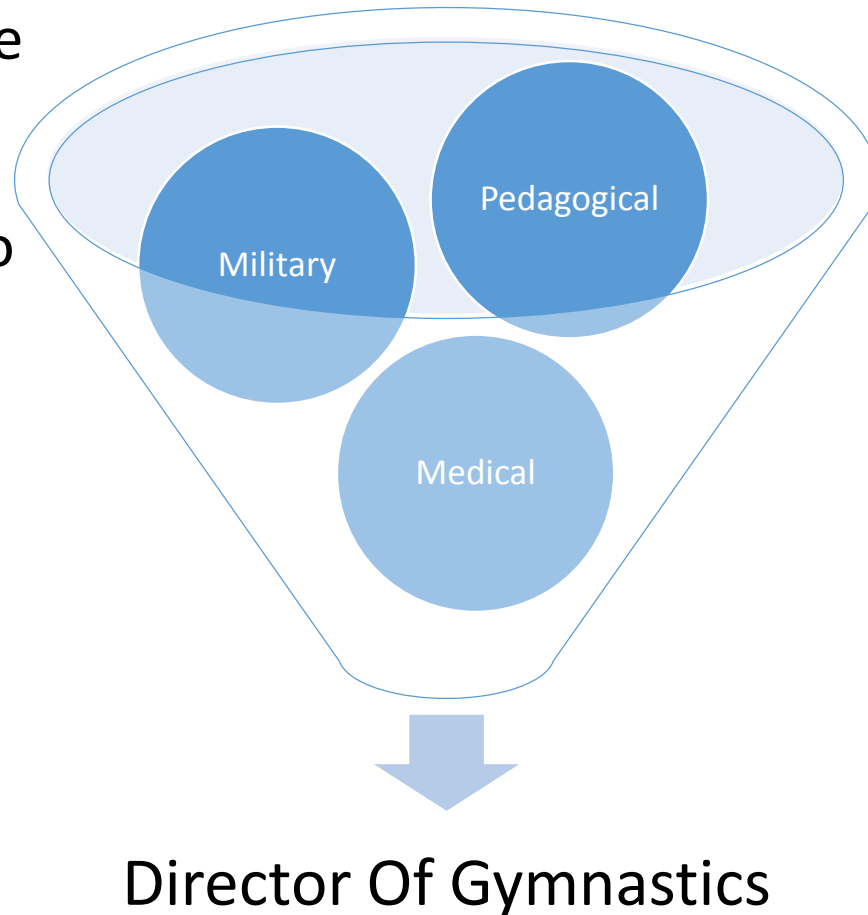 e
o
Pedagogical
Military
Medical
Director Of Gymnastics